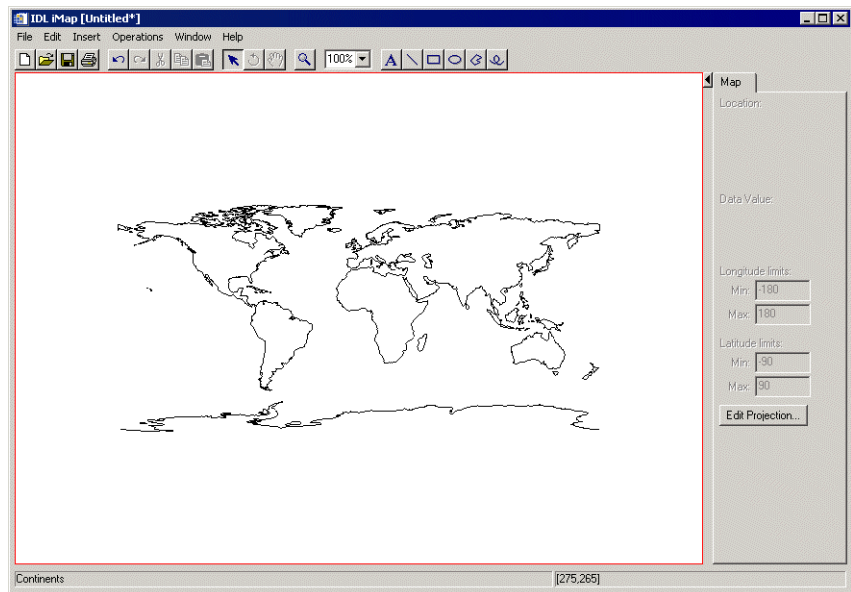 IDL iMap [Untitled*]
File Edit Insert Operations Window Help
100% A
Map
Location:
Data Value:
Longitude limits:
Min: -180
Max: 180
Latitude limits:
Min: -90
Max: 90
Edit Projection...
Continents [275,265]